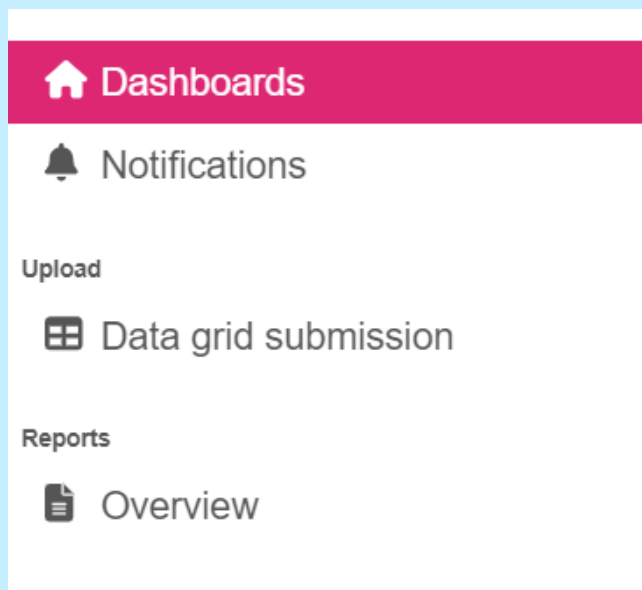 Dashboards
Notifications
Upload
Data grid submission
Reports
Overview